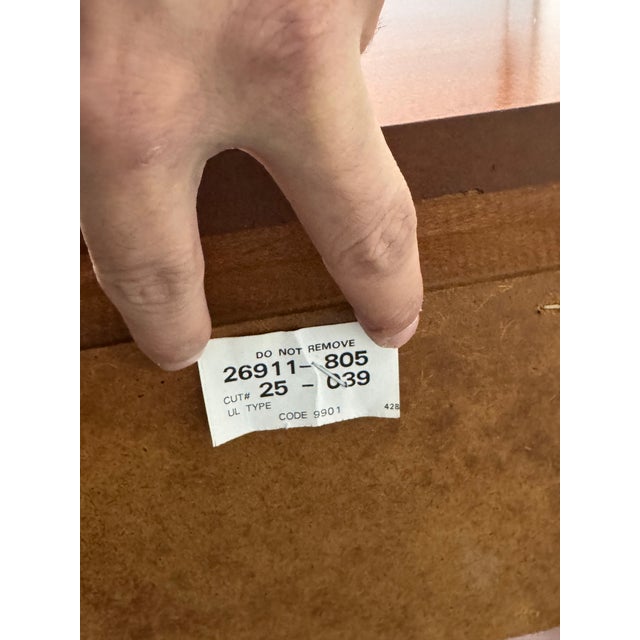 DO NOT REMOVE
26911- 805
CUT# 25 - 039
UL TYPE
CODE 9901 428